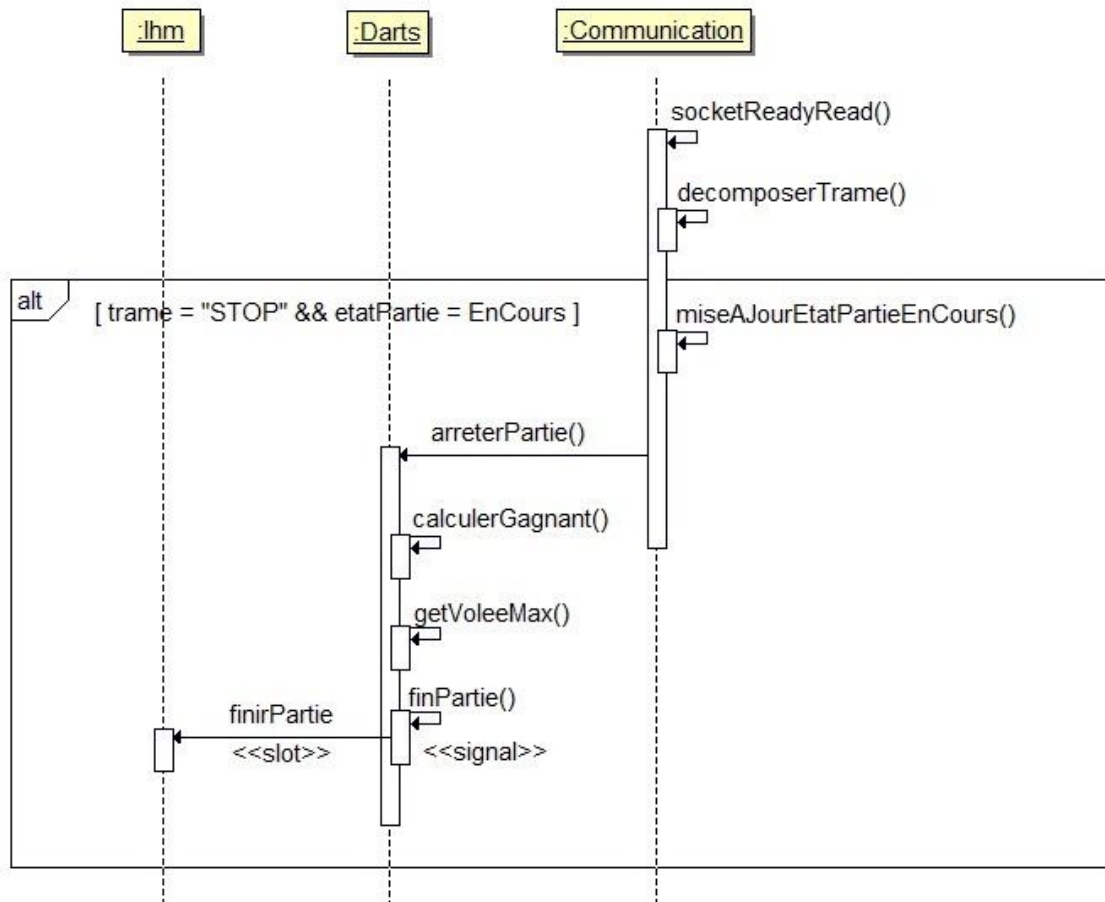 :Ihm
:Darts
:Communication
socketReadyRead()
decomposerTrame()
alt
[ trame = "STOP" && etatPartie = EnCours ]
miseAJourEtatPartieEnCours()
arreterPartie()
calculerGagnant()
getVoleeMax()
finPartie()
finirPartie
<<slot>>
<<signal>>